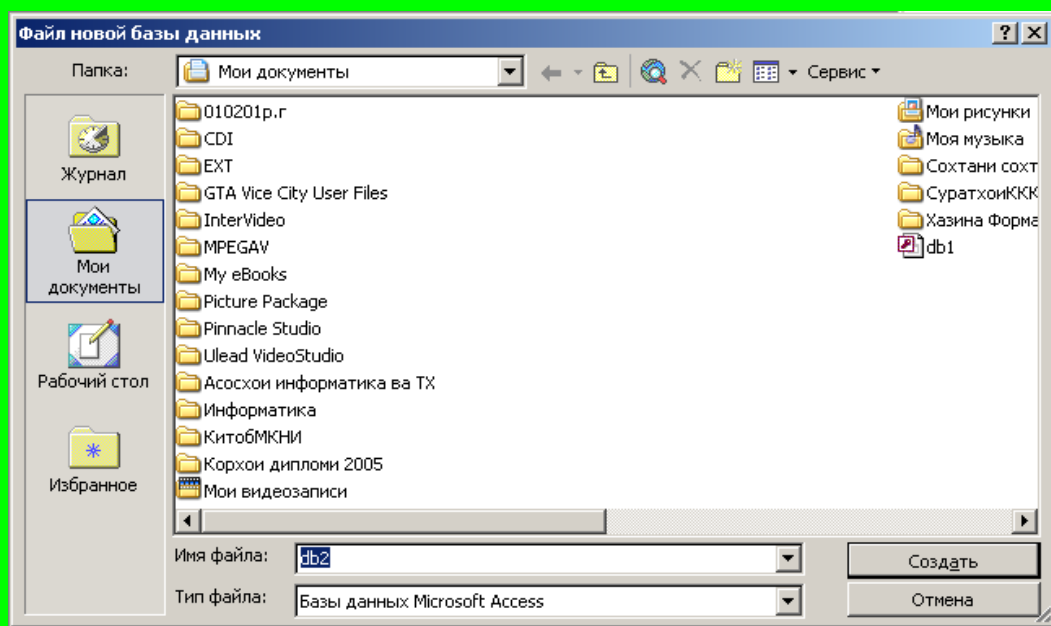 Файл новой базы данных
Папка:
Мои документы
Сервис
Журнал
Мои документы
Рабочий стол
Избранное
010201p.r
CDI
EXT
GTA Vice City User Files
InterVideo
MPEGAV
My eBooks
Picture Package
Pinnacle Studio
Ulead VideoStudio
Асосхои информатика ва ТХ
Информатика
КитобМКНИ
Корхои дипломи 2005
Мои видеозаписи
Мои рисунки
Моя музыка
Сохтани сохт
СуратхоиККК
Хазина Форма
db1
Имя файла:
db2
Создать
Тип файла:
Базы данных Microsoft Access
Отмена